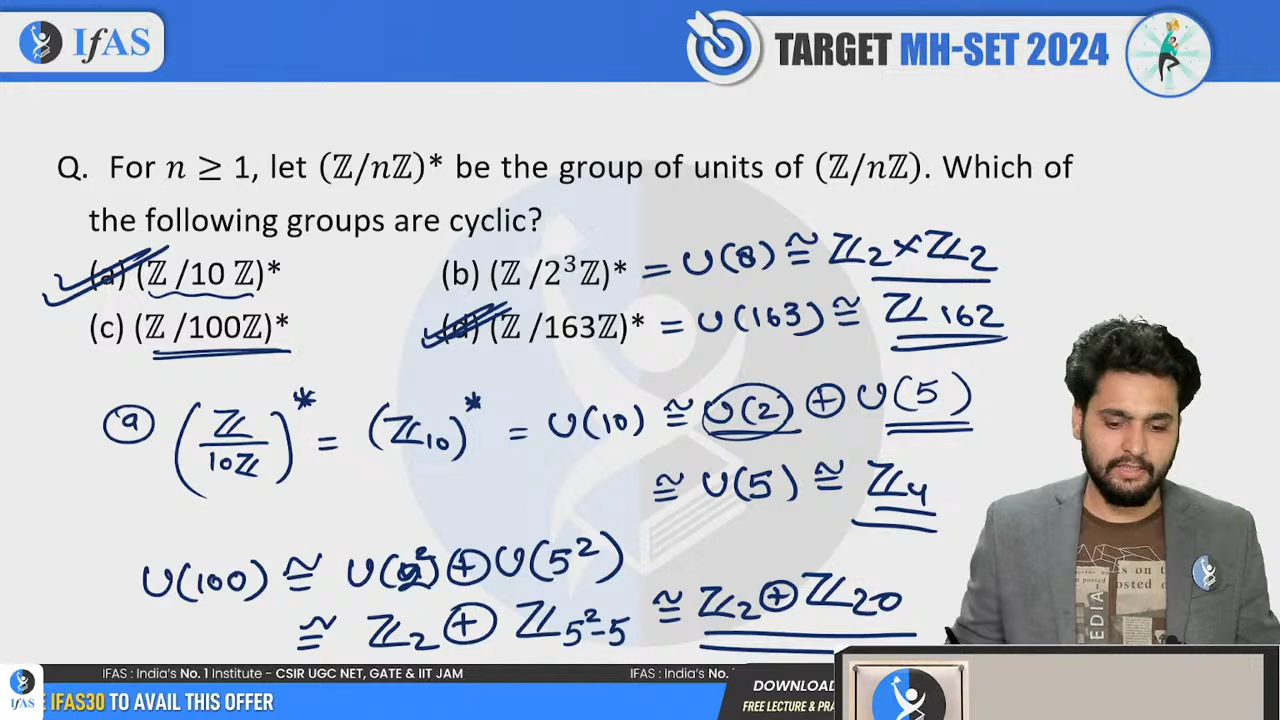 IfAS
TARGET MH-SET 2024
Q. For n ≥ 1, let (ℤ/nℤ)* be the group of units of (ℤ/nℤ). Which of
the following groups are cyclic?
(a) (ℤ /10 ℤ)* (b) (ℤ /2³ℤ)* = U(8) ≅ ℤ₂ × ℤ₂
(c) (ℤ /100ℤ)* (d) (ℤ /163ℤ)* = U(163) ≅ ℤ₁₆₂
(a) (ℤ/10ℤ)* = (ℤ₁₀)* = U(10) ≅ U(2) ⊕ U(5)
≅ U(5) ≅ ℤ₄
U(100) ≅ U(2²) ⊕ U(5²)
≅ ℤ₂ ⊕ ℤ₅²₋₅ ≅ ℤ₂ ⊕ ℤ₂₀
IFAS : India's No. 1 Institute - CSIR UGC NET, GATE & IIT JAM IFAS : India's No. 1
IfAS
IFAS30 TO AVAIL THIS OFFER
DOWNLOAD
FREE LECTURE & PRA